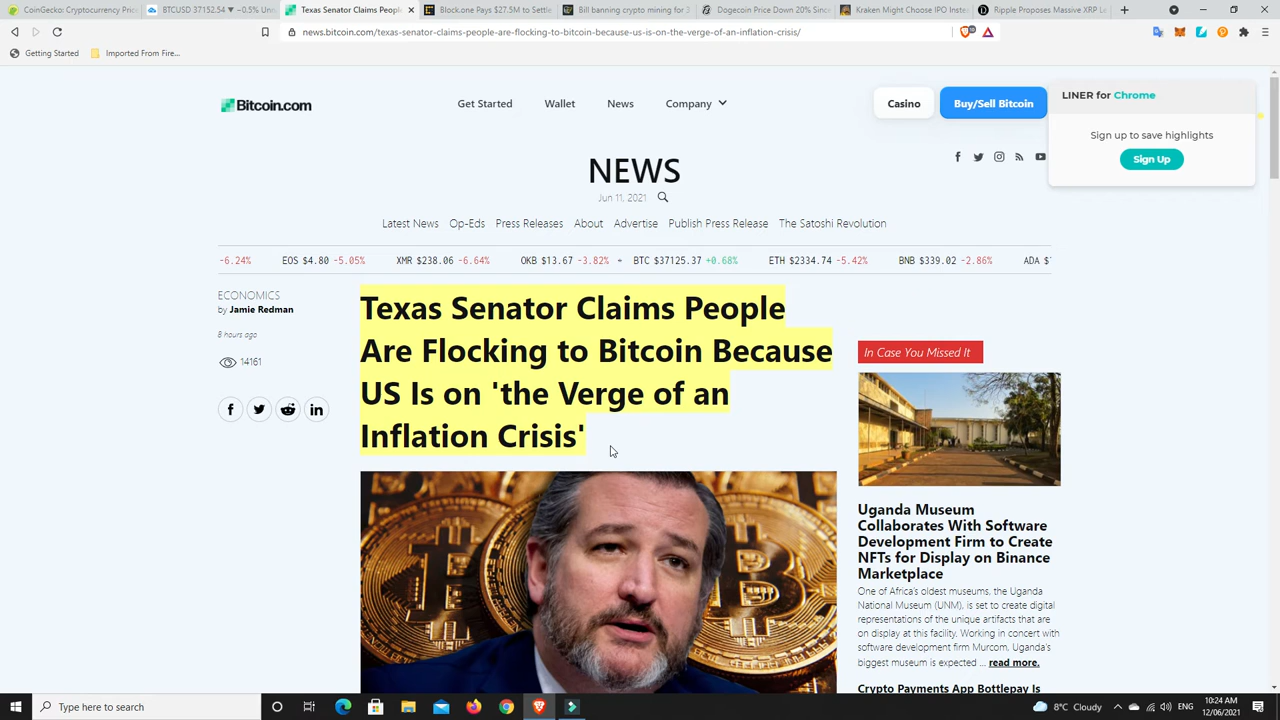 CoinGecko: Cryptocurrency Pric
BTCUSD 37152.54 ▼ −0.5% Unn
Texas Senator Claims People
Block.one Pays $27.5M to Settle
Bill banning crypto mining for 3
Dogecoin Price Down 20% Sinc
Kraken Might Choose IPO Instea
Ripple Proposes Massive XRP Le
news.bitcoin.com/texas-senator-claims-people-are-flocking-to-bitcoin-because-us-is-on-the-verge-of-an-inflation-crisis/
Getting Started
Imported From Fire...
Bitcoin.com
Get Started
Wallet
News
Company
Casino
Buy/Sell Bitcoin
LINER for Chrome
Sign up to save highlights
Sign Up
NEWS
Jun 11, 2021
Latest News Op-Eds Press Releases About Advertise Publish Press Release The Satoshi Revolution
-6.24% EOS $4.80 -5.05% XMR $238.06 -6.64% OKB $13.67 -3.82% BTC $37125.37 +0.68% ETH $2334.74 -5.42% BNB $339.02 -2.86% ADA $
ECONOMICS
by Jamie Redman
8 hours ago
14161
Texas Senator Claims People
Are Flocking to Bitcoin Because
US Is on 'the Verge of an
Inflation Crisis'
In Case You Missed It
Uganda Museum
Collaborates With Software
Development Firm to Create
NFTs for Display on Binance
Marketplace
One of Africa's oldest museums, the Uganda
National Museum (UNM), is set to create digital
representations of the unique artifacts that are
on display at this facility. Working in concert with
software development firm Murcom, Uganda's
biggest museum is expected ... read more.
Crypto Payments App Bottlepay Is
Type here to search
8°C Cloudy
ENG
10:24 AM
12/06/2021